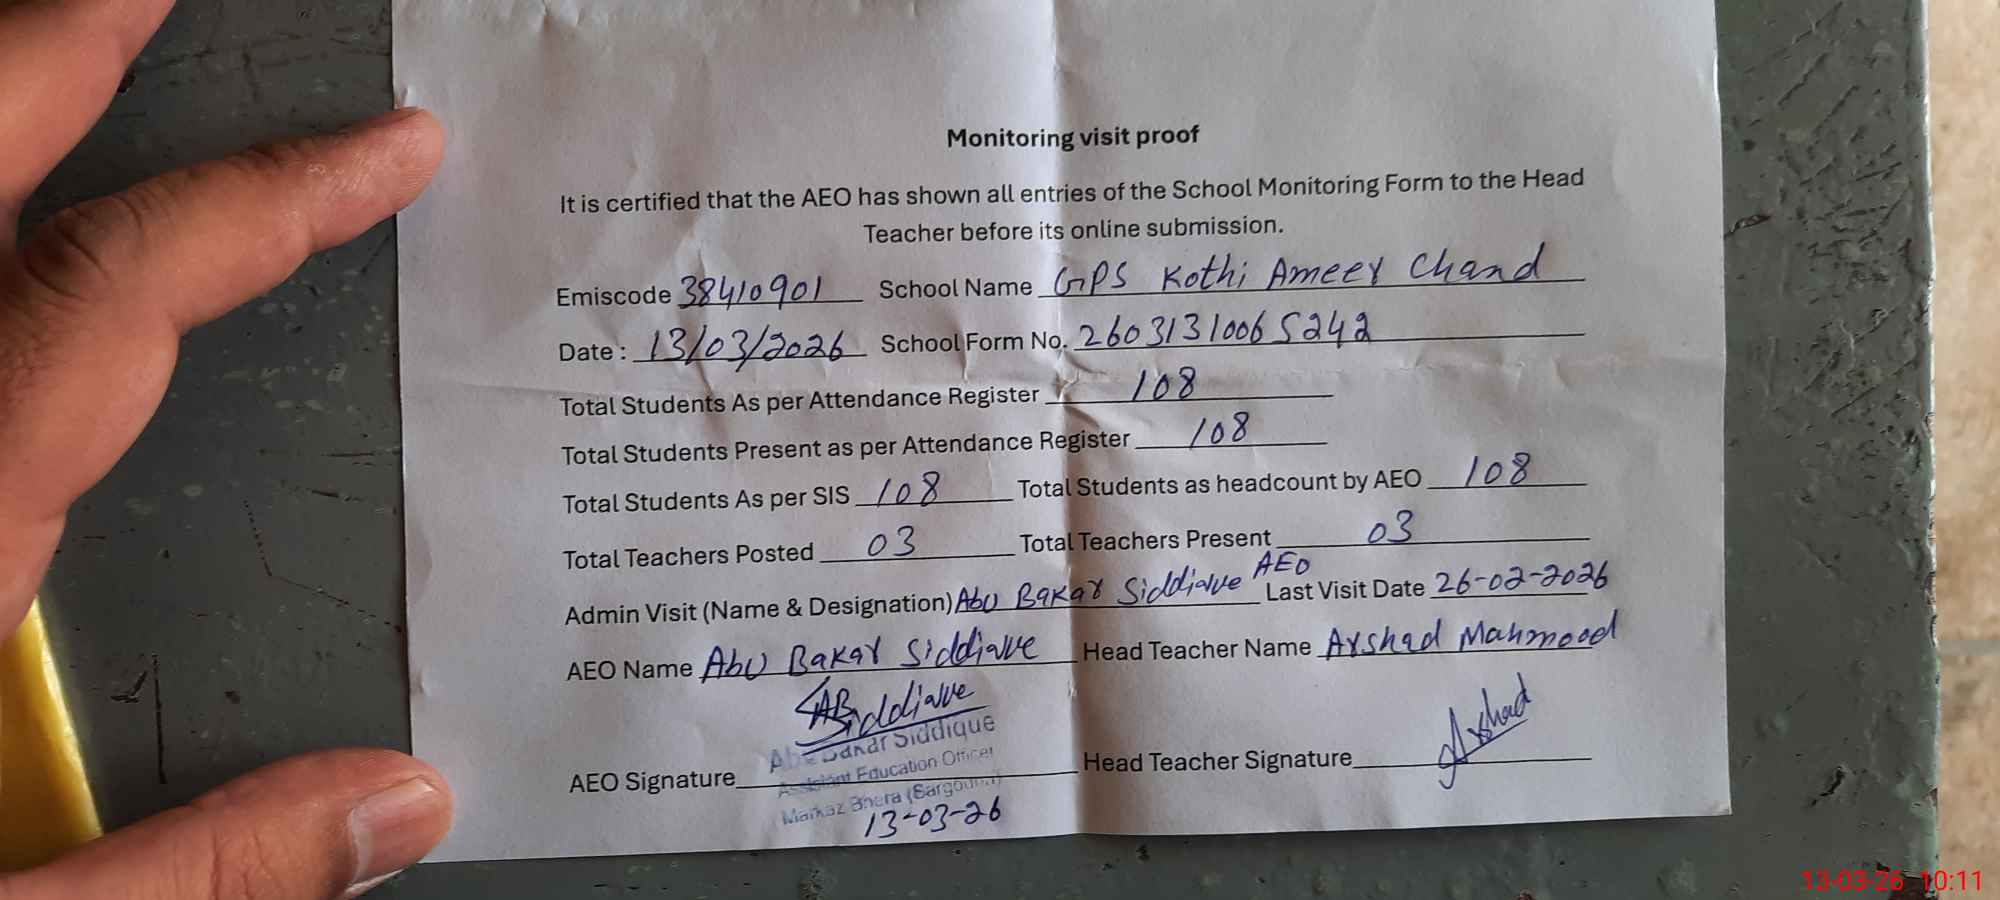 Monitoring visit proof
It is certified that the AEO has shown all entries of the School Monitoring Form to the Head
Teacher before its online submission.
Emiscode 38410901 School Name GPS Kothi Ameer Chand
Date : 13/03/2026 School Form No. 26031310065242
Total Students As per Attendance Register 108
Total Students Present as per Attendance Register 108
Total Students As per SIS 108 Total Students as headcount by AEO 108
Total Teachers Posted 03 Total Teachers Present 03
Admin Visit (Name & Designation) Abu Bakar Siddique AEO Last Visit Date 26-02-2026
AEO Name Abu Bakar Siddique Head Teacher Name Arshad Mahmood
AB Siddique
Abu Bakar Siddique
AEO Signature Head Teacher Signature Arshad
Assistant Education Officer
Markaz Bhera (Sargodha)
13-03-26
13-03-26 10:11